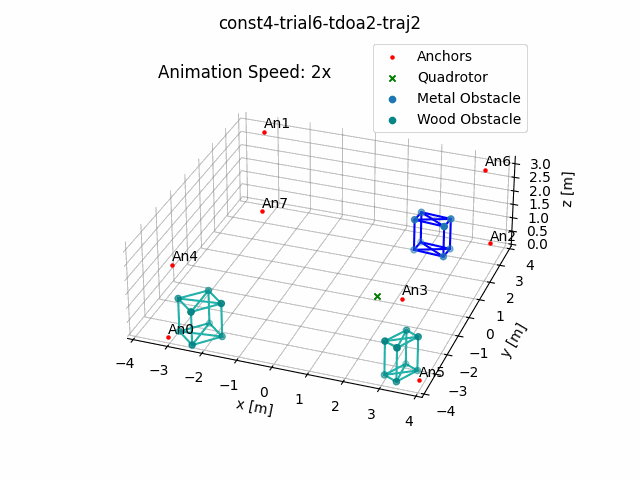 const4-trial6-tdoa2-traj2
Animation Speed: 2x
Anchors
Quadrotor
Metal Obstacle
Wood Obstacle
An1
An6
An7
An2
An4
An3
An0
An5
3.0
2.5
2.0
1.5
1.0
0.5
0.0
z [m]
4
3
2
1
0
−1
−2
−3
−4
y [m]
−4
−3
−2
−1
0
1
2
3
4
x [m]